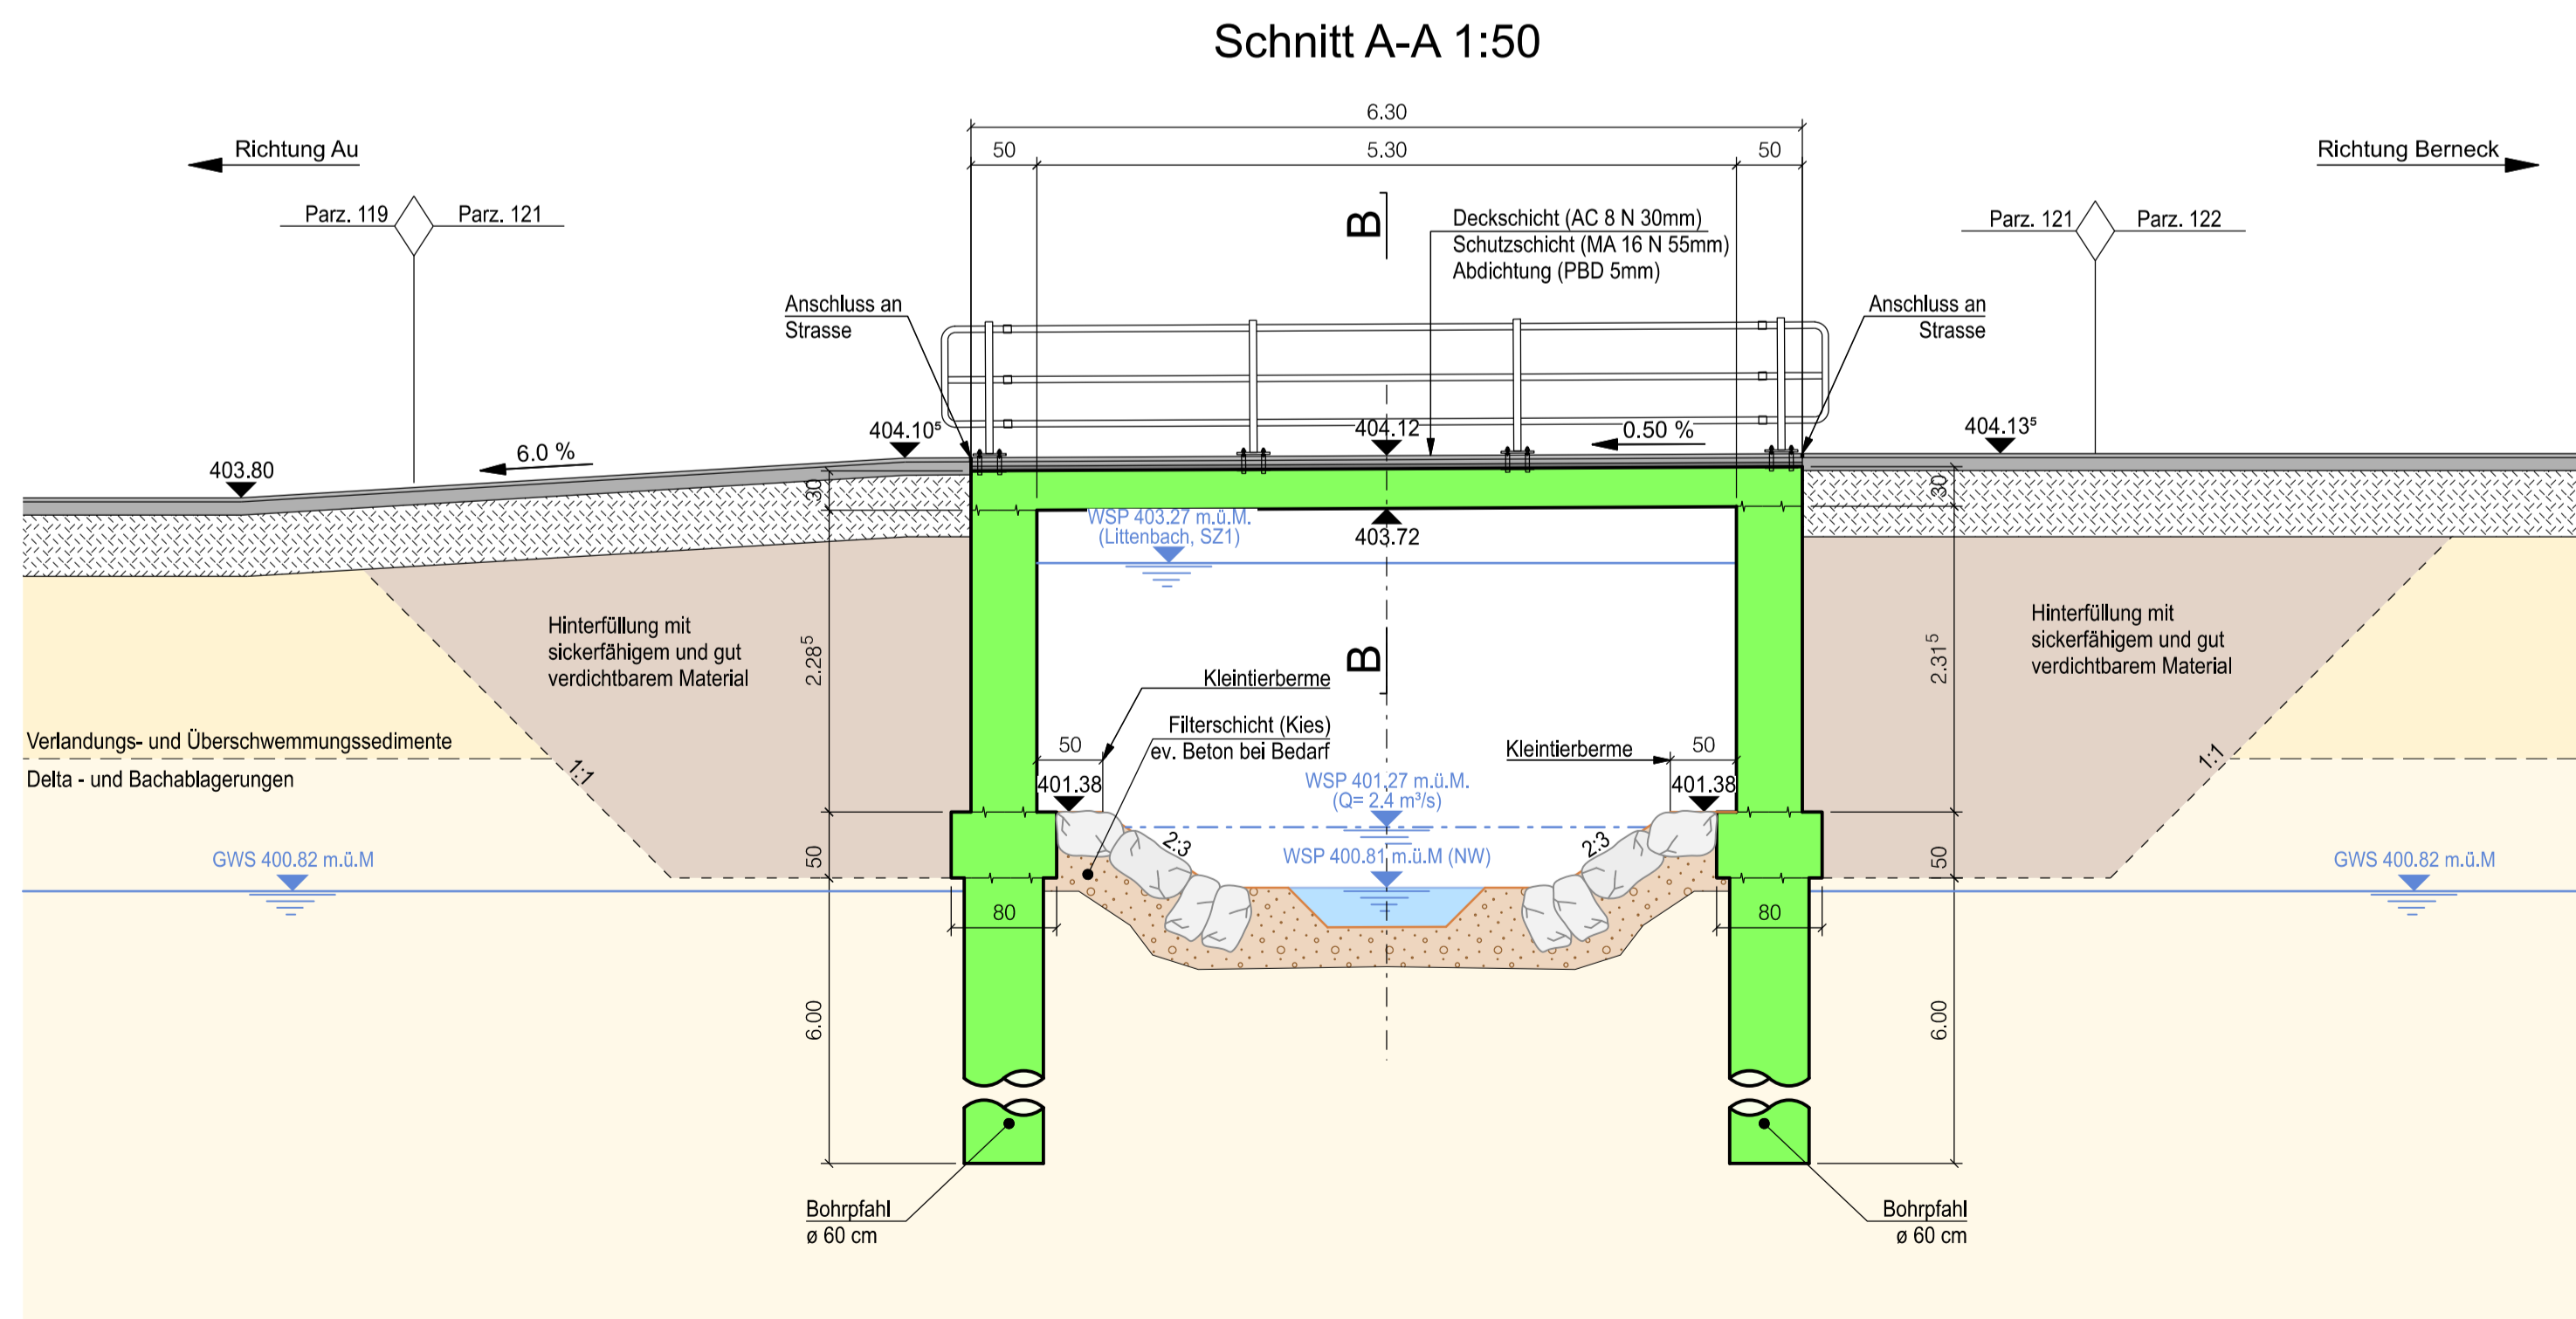 Schnitt A-A 1:50
6.30
50
5.30
50
Richtung Au
Richtung Berneck
Parz. 119
Parz. 121
Parz. 121
Parz. 122
B
Deckschicht (AC 8 N 30mm)
Schutzschicht (MA 16 N 55mm)
Abdichtung (PBD 5mm)
Anschluss an
Strasse
Anschluss an
Strasse
403.80
6.0 %
404.10⁵
404.12
0.50 %
404.13⁵
30
30
WSP 403.27 m.ü.M.
(Littenbach, SZ1)
403.72
Hinterfüllung mit
sickerfähigem und gut
verdichtbarem Material
2.28⁵
B
2.31⁵
Hinterfüllung mit
sickerfähigem und gut
verdichtbarem Material
Kleintierberme
Filterschicht (Kies)
ev. Beton bei Bedarf
50
Kleintierberme
50
Verlandungs- und Überschwemmungssedimente
Delta - und Bachablagerungen
1:1
1:1
401.38
WSP 401.27 m.ü.M.
(Q= 2.4 m³/s)
401.38
2:3
2:3
WSP 400.81 m.ü.M (NW)
GWS 400.82 m.ü.M
50
50
GWS 400.82 m.ü.M
80
80
6.00
6.00
Bohrpfahl
ø 60 cm
Bohrpfahl
ø 60 cm